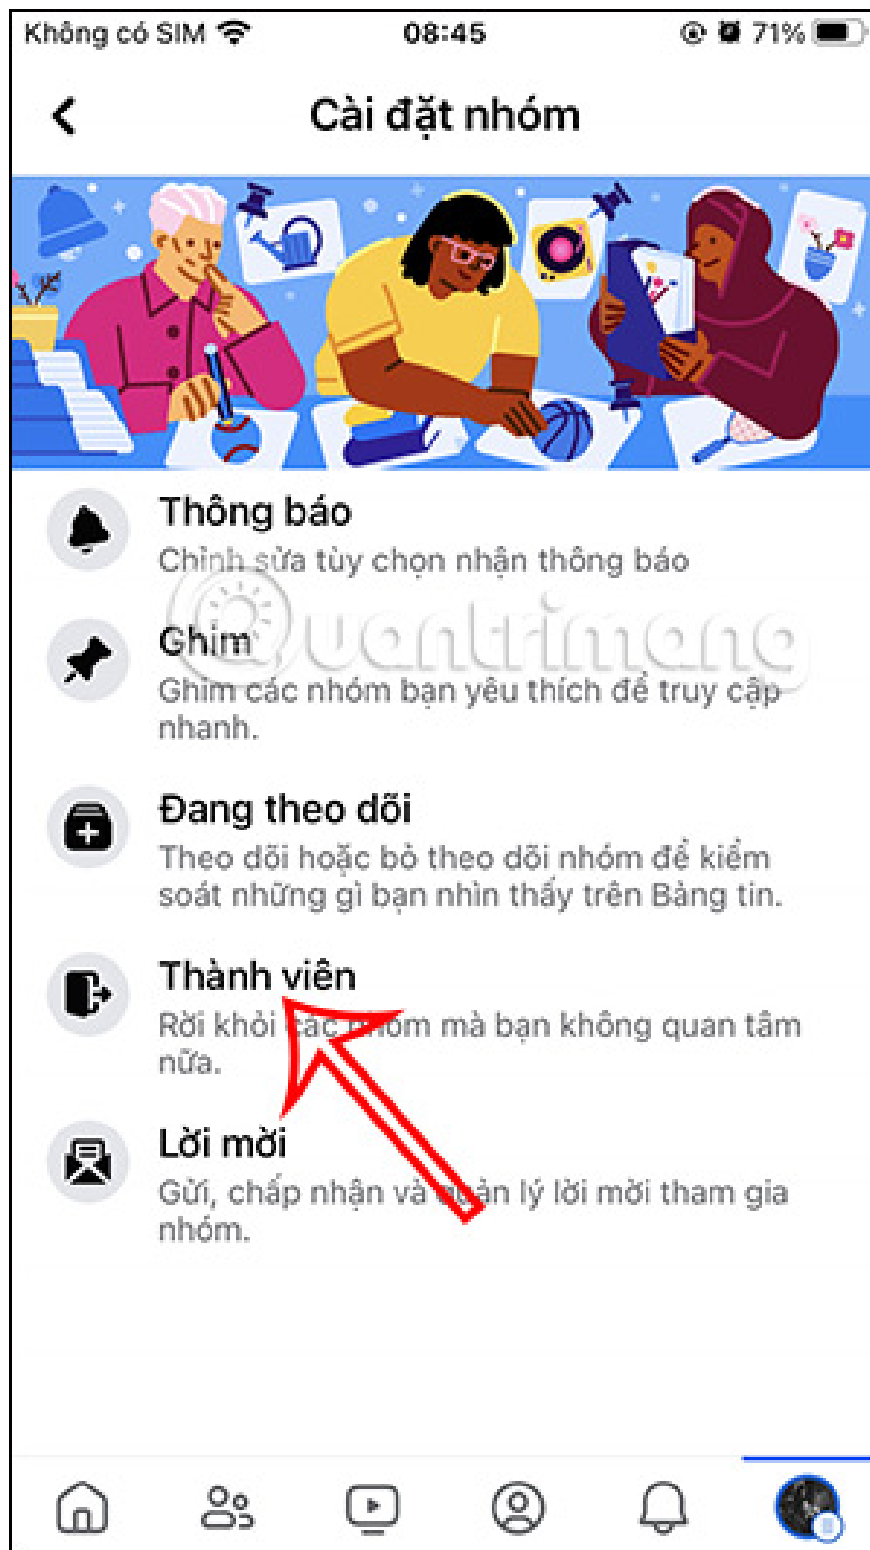 Không có SIM 08:45 71%
Cài đặt nhóm
Thông báo
Chỉnh sửa tùy chọn nhận thông báo
Quantrimang
Ghim
Ghim các nhóm bạn yêu thích để truy cập
nhanh.
Đang theo dõi
Theo dõi hoặc bỏ theo dõi nhóm để kiểm
soát những gì bạn nhìn thấy trên Bảng tin.
Thành viên
Rời khỏi các nhóm mà bạn không quan tâm
nữa.
Lời mời
Gửi, chấp nhận và quản lý lời mời tham gia
nhóm.